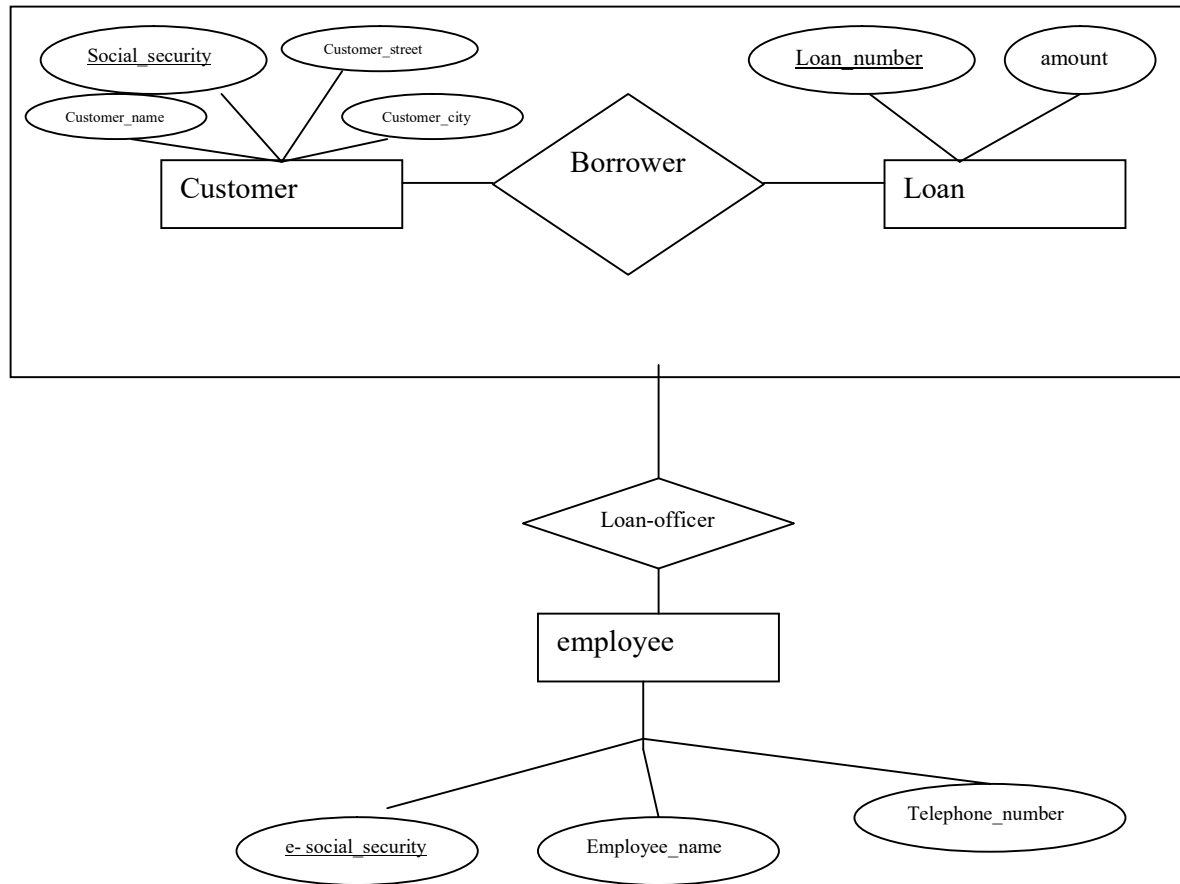 Social_security
Customer_street
Loan_number
amount
Customer_name
Customer_city
Customer
Borrower
Loan
Loan-officer
employee
e- social_security
Employee_name
Telephone_number